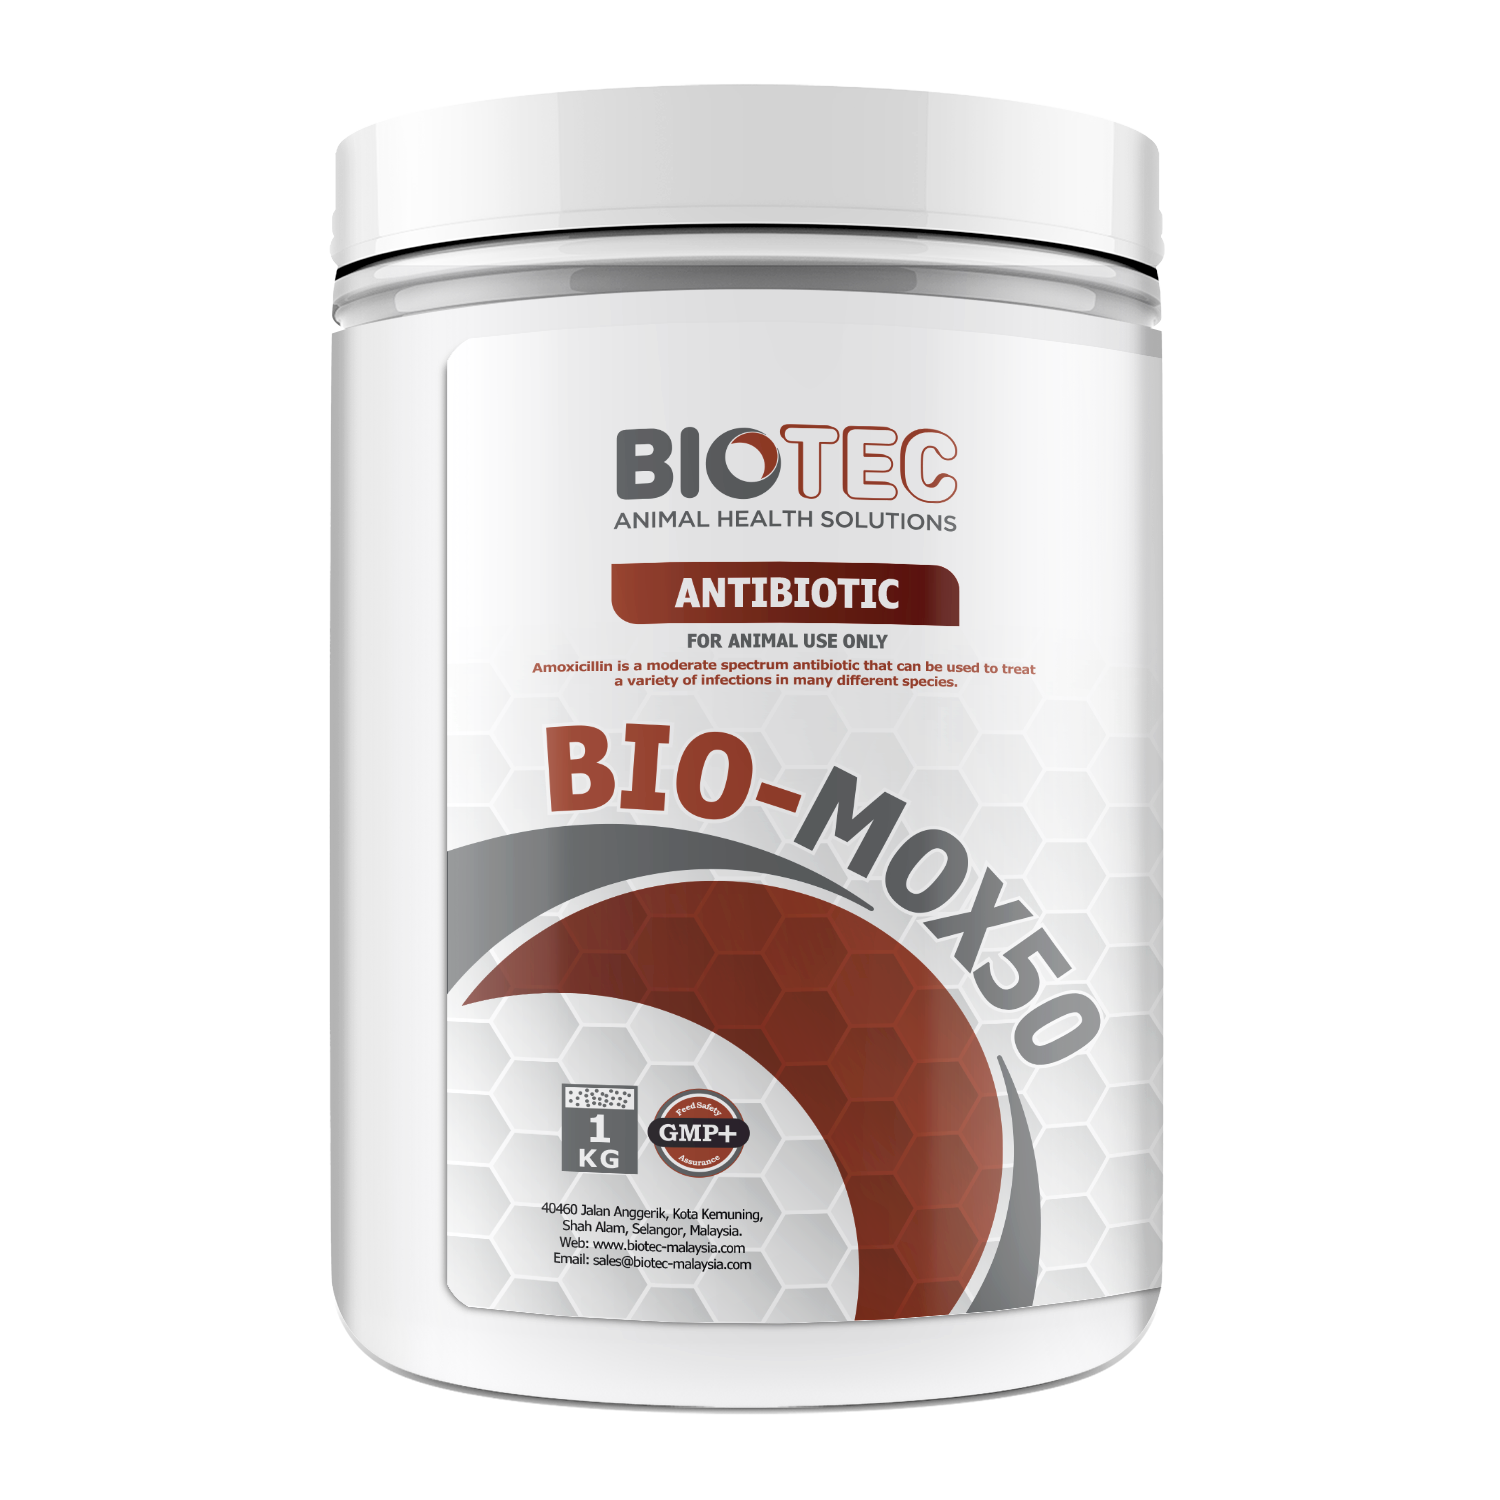 BIOTEC
ANIMAL HEALTH SOLUTIONS
ANTIBIOTIC
FOR ANIMAL USE ONLY
Amoxicillin is a moderate spectrum antibiotic that can be used to treat
a variety of infections in many different species.
BIO-MOX50
1
KG
Feed Safety
GMP+
Assurance
40460 Jalan Anggerik, Kota Kemuning,
Shah Alam, Selangor, Malaysia.
Web: www.biotec-malaysia.com
Email: sales@biotec-malaysia.com